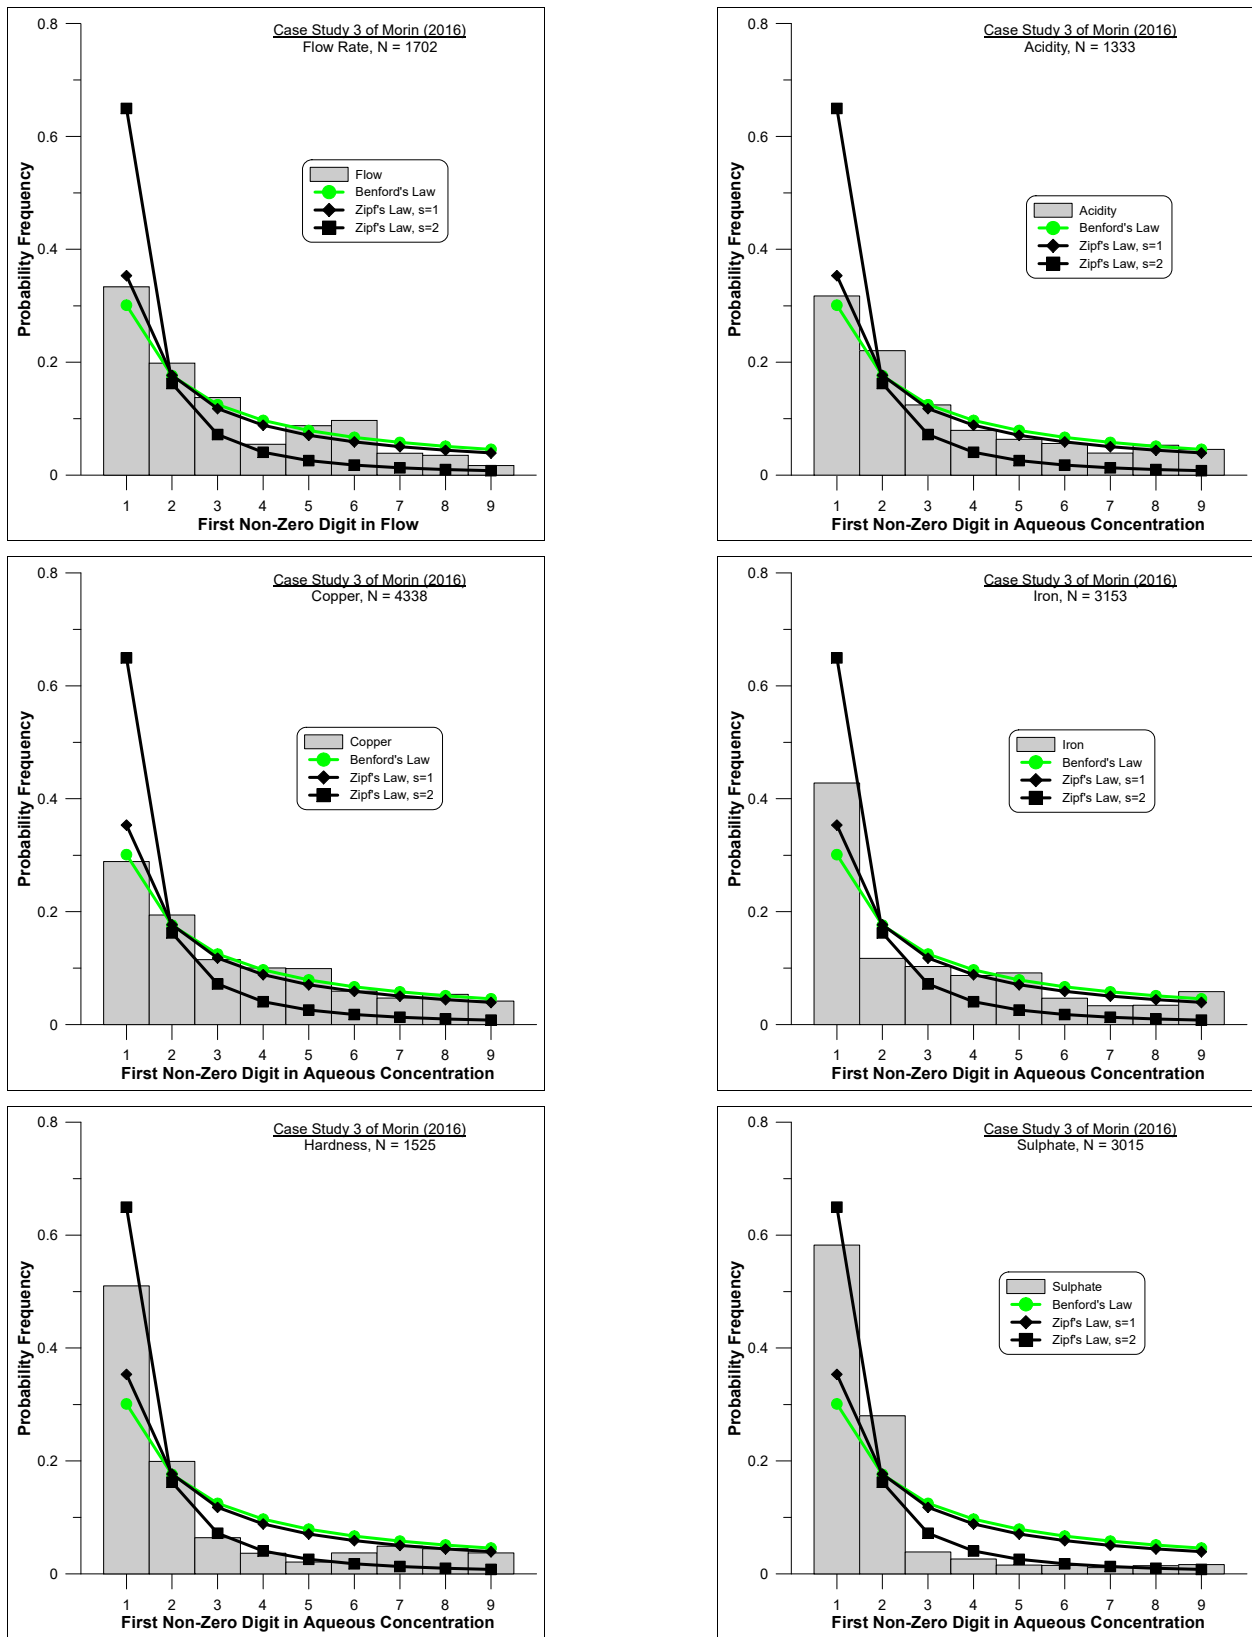 Case Study 3 of Morin (2016)
Flow Rate, N = 1702
0.8
0.6
0.4
0.2
0
Probability Frequency
Flow
Benford's Law
Zipf's Law, s=1
Zipf's Law, s=2
1 2 3 4 5 6 7 8 9
First Non-Zero Digit in Flow
Case Study 3 of Morin (2016)
Acidity, N = 1333
0.8
0.6
0.4
0.2
0
Probability Frequency
Acidity
Benford's Law
Zipf's Law, s=1
Zipf's Law, s=2
1 2 3 4 5 6 7 8 9
First Non-Zero Digit in Aqueous Concentration
Case Study 3 of Morin (2016)
Copper, N = 4338
0.8
0.6
0.4
0.2
0
Probability Frequency
Copper
Benford's Law
Zipf's Law, s=1
Zipf's Law, s=2
1 2 3 4 5 6 7 8 9
First Non-Zero Digit in Aqueous Concentration
Case Study 3 of Morin (2016)
Iron, N = 3153
0.8
0.6
0.4
0.2
0
Probability Frequency
Iron
Benford's Law
Zipf's Law, s=1
Zipf's Law, s=2
1 2 3 4 5 6 7 8 9
First Non-Zero Digit in Aqueous Concentration
Case Study 3 of Morin (2016)
Hardness, N = 1525
0.8
0.6
0.4
0.2
0
Probability Frequency
1 2 3 4 5 6 7 8 9
First Non-Zero Digit in Aqueous Concentration
Case Study 3 of Morin (2016)
Sulphate, N = 3015
0.8
0.6
0.4
0.2
0
Probability Frequency
Sulphate
Benford's Law
Zipf's Law, s=1
Zipf's Law, s=2
1 2 3 4 5 6 7 8 9
First Non-Zero Digit in Aqueous Concentration